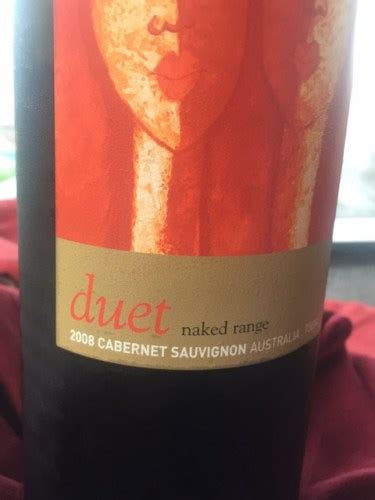 duet naked range
2008 CABERNET SAUVIGNON AUSTRALIA